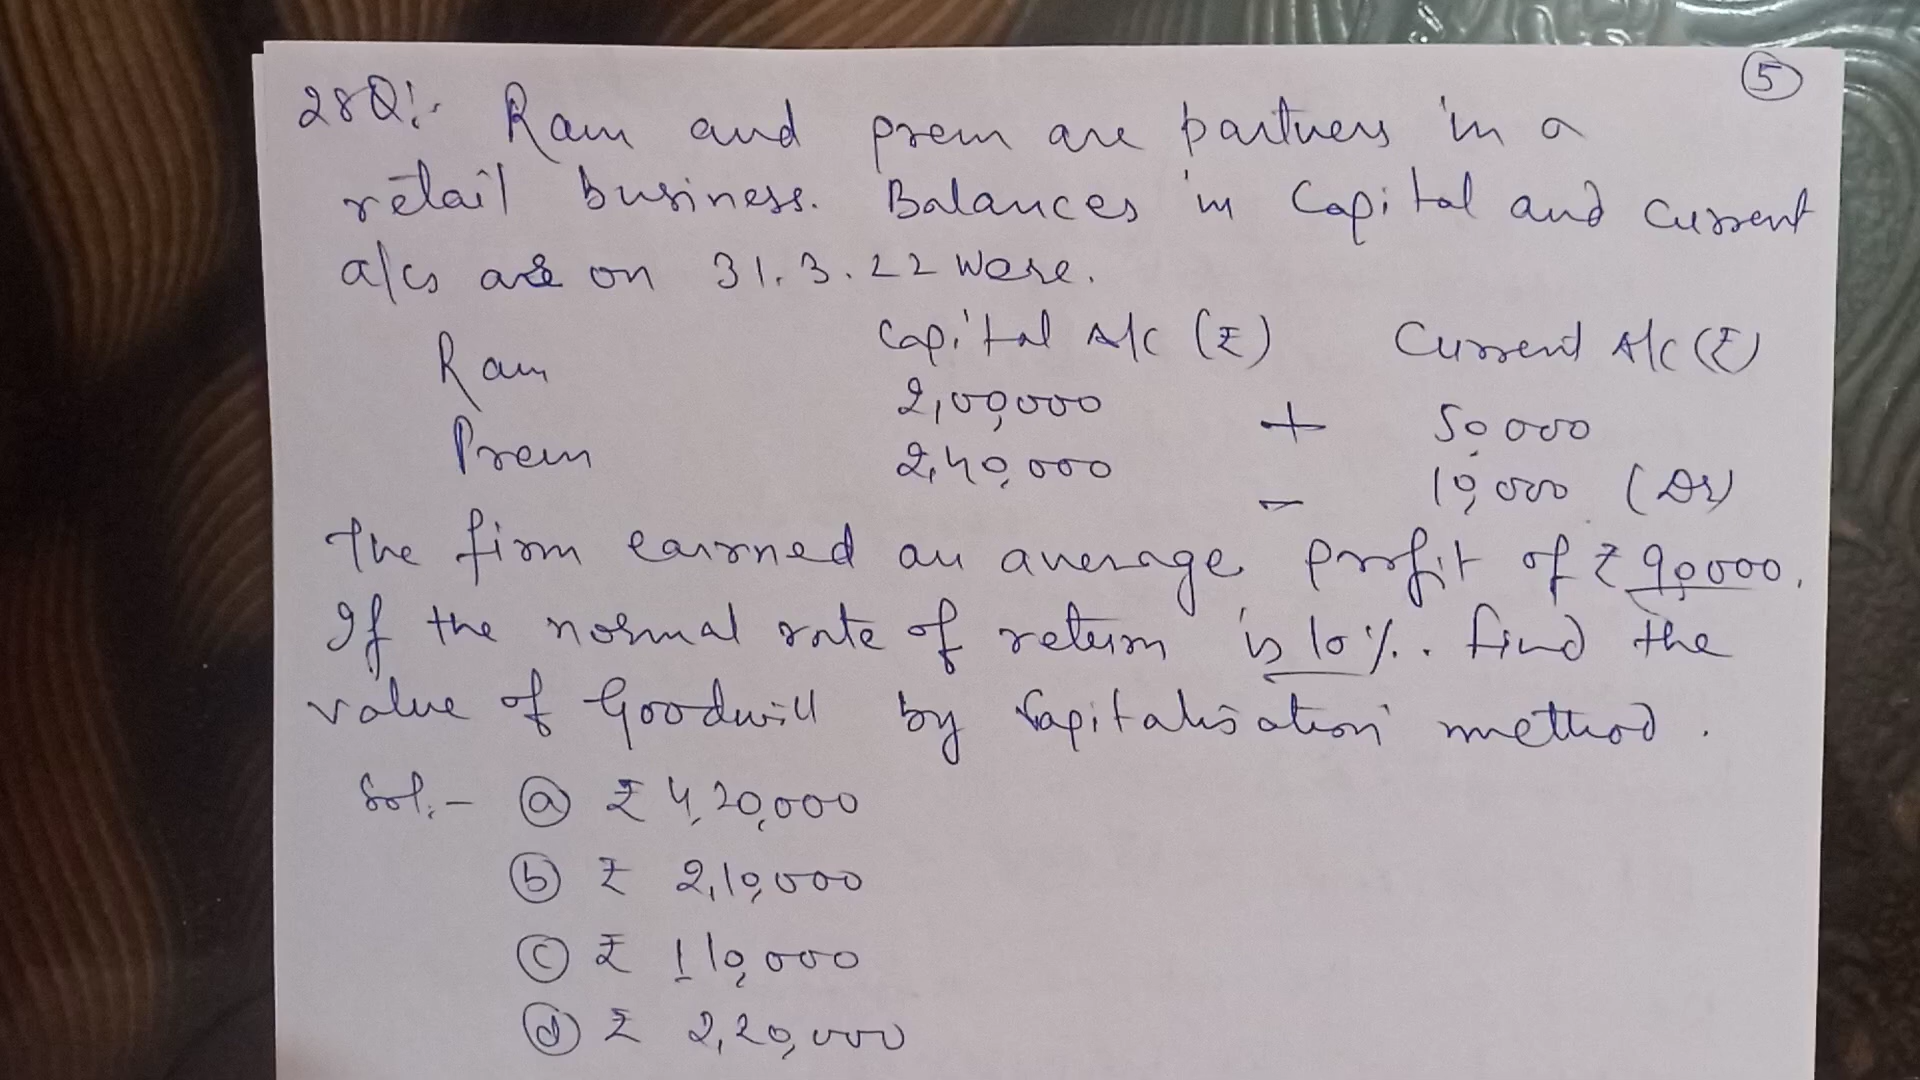 5
28Q:- Ram and prem are partners in a
retail business. Balances in Capital and Current
a/cs are on 31.3.22 Were.
Capital A/c (₹) Current A/c (₹)
Ram 2,00,000 + 50,000
Prem 2,40,000 - 10,000 (Dr)
The firm earned an average profit of ₹ 90,000.
If the normal rate of return is 10%. find the
value of Goodwill by Capitalisation method.
Sol:- (a) ₹ 4,20,000
(b) ₹ 2,10,000
(c) ₹ 1,10,000
(d) ₹ 2,20,000